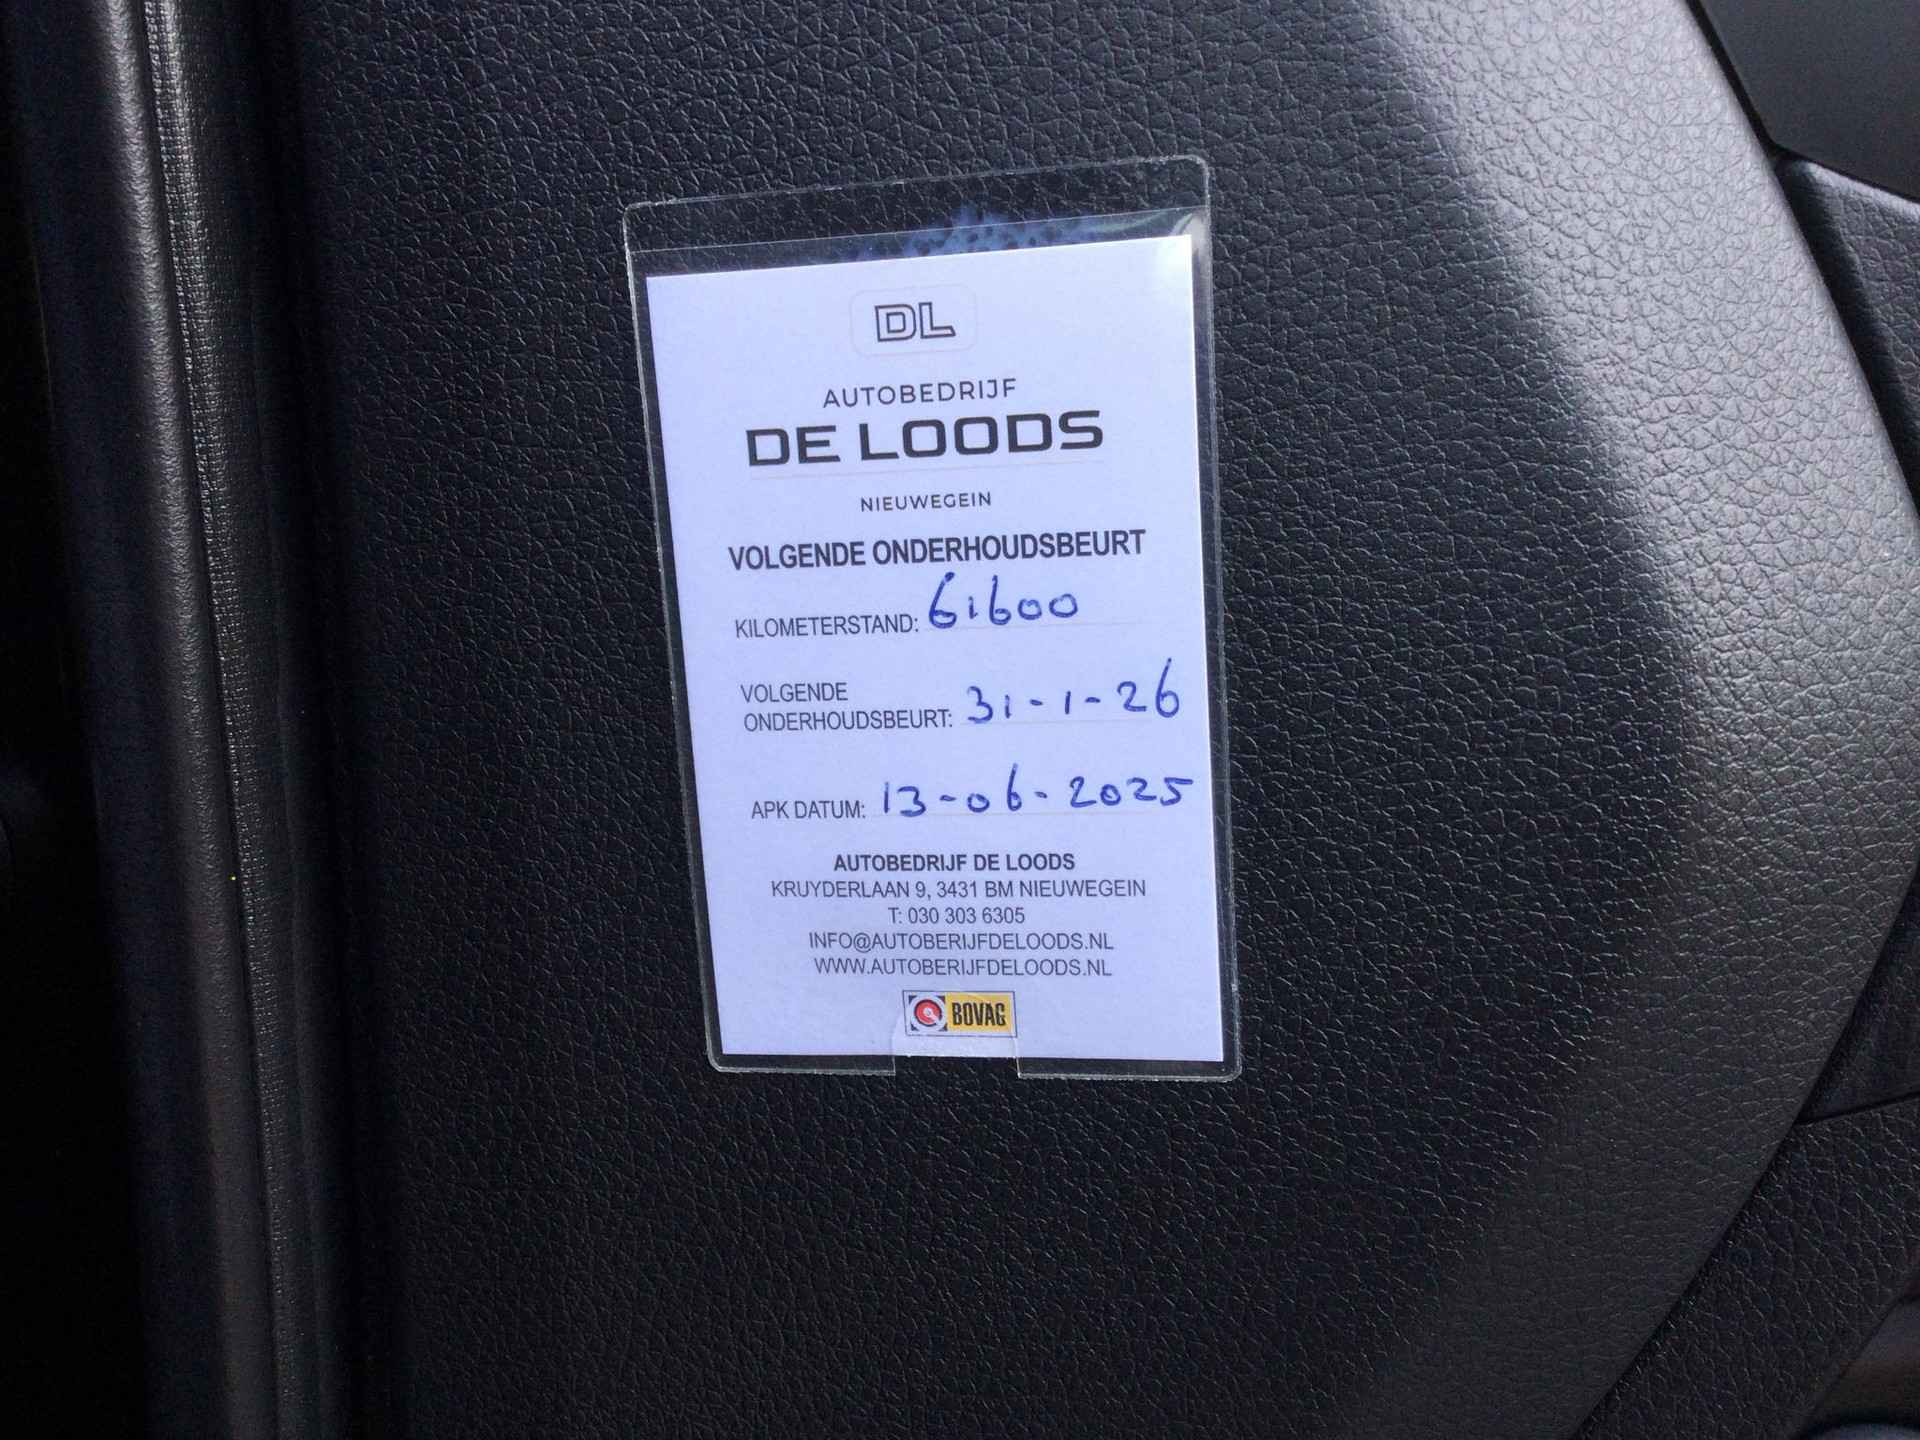 DL
AUTOBEDRIJF
DE LOODS
NIEUWEGEIN
VOLGENDE ONDERHOUDSBEURT
KILOMETERSTAND: 61600
VOLGENDE
ONDERHOUDSBEURT: 31-1-26
APK DATUM: 13-06-2025
AUTOBEDRIJF DE LOODS
KRUYDERLAAN 9, 3431 BM NIEUWEGEIN
T: 030 303 6305
INFO@AUTOBERIJFDELOODS.NL
WWW.AUTOBERIJFDELOODS.NL
BOVAG